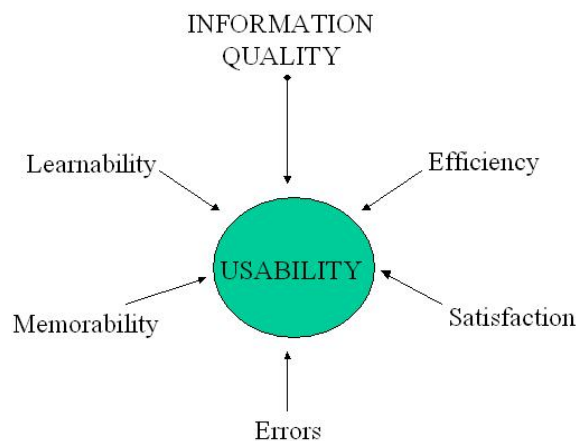 INFORMATION
QUALITY
Learnability
Efficiency
USABILITY
Memorability
Satisfaction
Errors